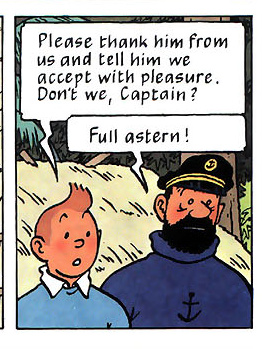 Please thank him from
us and tell him we
accept with pleasure.
Don't we, Captain?
Full astern!